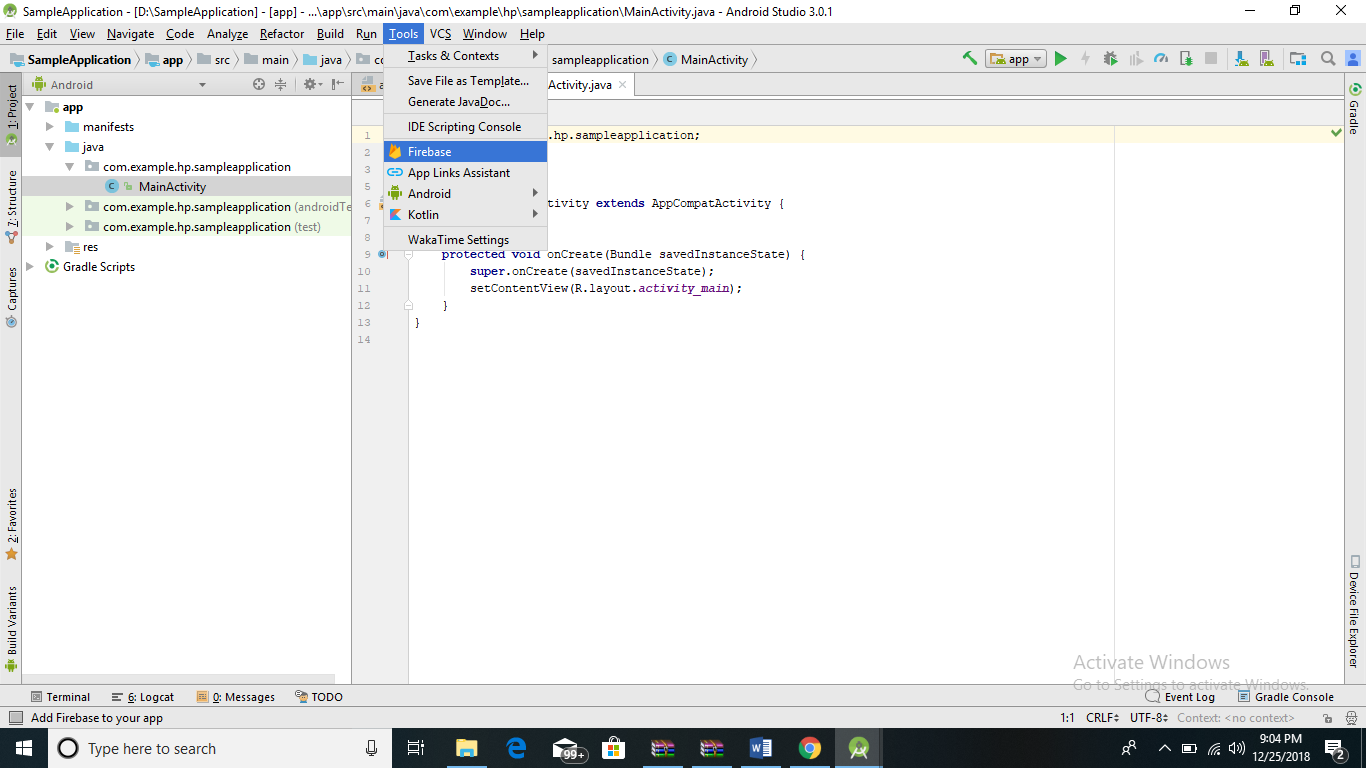 SampleApplication - [D:\SampleApplication] - [app] - ...\app\src\main\java\com\example\hp\sampleapplication\MainActivity.java - Android Studio 3.0.1
File Edit View Navigate Code Analyze Refactor Build Run Tools VCS Window Help
SampleApplication app src main java co sampleapplication MainActivity app
Android
a
Activity.java
Tasks & Contexts
Save File as Template...
Generate JavaDoc...
IDE Scripting Console
Firebase
App Links Assistant
Android
Kotlin
WakaTime Settings
1: Project
7: Structure
Captures
2: Favorites
Build Variants
app
manifests
java
com.example.hp.sampleapplication
MainActivity
com.example.hp.sampleapplication (androidTe
com.example.hp.sampleapplication (test)
res
Gradle Scripts
1 .hp.sampleapplication;
2
3
5
6 tivity extends AppCompatActivity {
7
8
9 protected void onCreate(Bundle savedInstanceState) {
10 super.onCreate(savedInstanceState);
11 setContentView(R.layout.activity_main);
12 }
13 }
14
Gradle
Device File Explorer
Activate Windows
Go to Settings to activate Windows.
Terminal 6: Logcat 0: Messages TODO Event Log Gradle Console
Add Firebase to your app 1:1 CRLF UTF-8 Context: <no context>
Type here to search 99+ 9:04 PM
12/25/2018 2